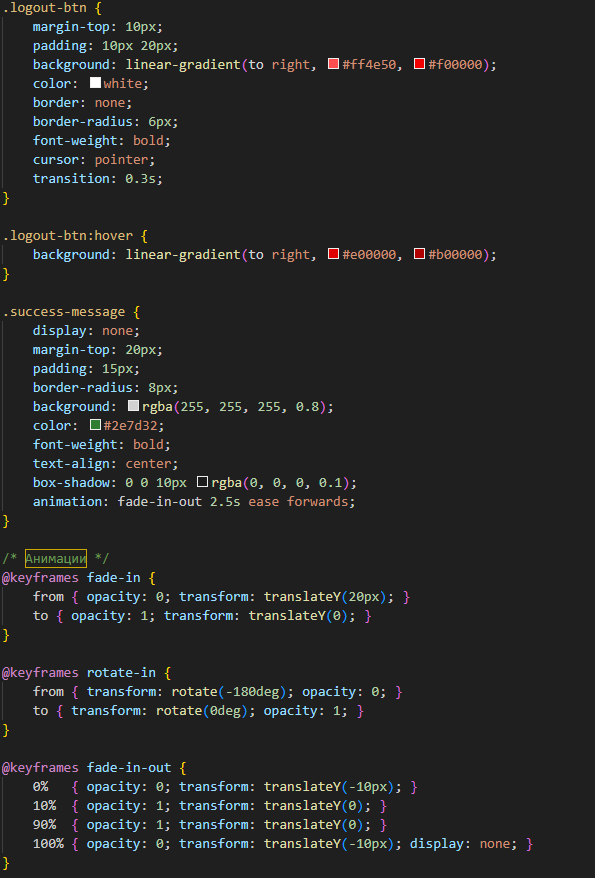 .logout-btn {
    margin-top: 10px;
    padding: 10px 20px;
    background: linear-gradient(to right, #ff4e50, #f00000);
    color: white;
    border: none;
    border-radius: 6px;
    font-weight: bold;
    cursor: pointer;
    transition: 0.3s;
}

.logout-btn:hover {
    background: linear-gradient(to right, #e00000, #b00000);
}

.success-message {
    display: none;
    margin-top: 20px;
    padding: 15px;
    border-radius: 8px;
    background: rgba(255, 255, 255, 0.8);
    color: #2e7d32;
    font-weight: bold;
    text-align: center;
    box-shadow: 0 0 10px rgba(0, 0, 0, 0.1);
    animation: fade-in-out 2.5s ease forwards;
}

/* Анимации */
@keyframes fade-in {
    from { opacity: 0; transform: translateY(20px); }
    to { opacity: 1; transform: translateY(0); }
}

@keyframes rotate-in {
    from { transform: rotate(-180deg); opacity: 0; }
    to { transform: rotate(0deg); opacity: 1; }
}

@keyframes fade-in-out {
    0%   { opacity: 0; transform: translateY(-10px); }
    10%  { opacity: 1; transform: translateY(0); }
    90%  { opacity: 1; transform: translateY(0); }
    100% { opacity: 0; transform: translateY(-10px); display: none; }
}